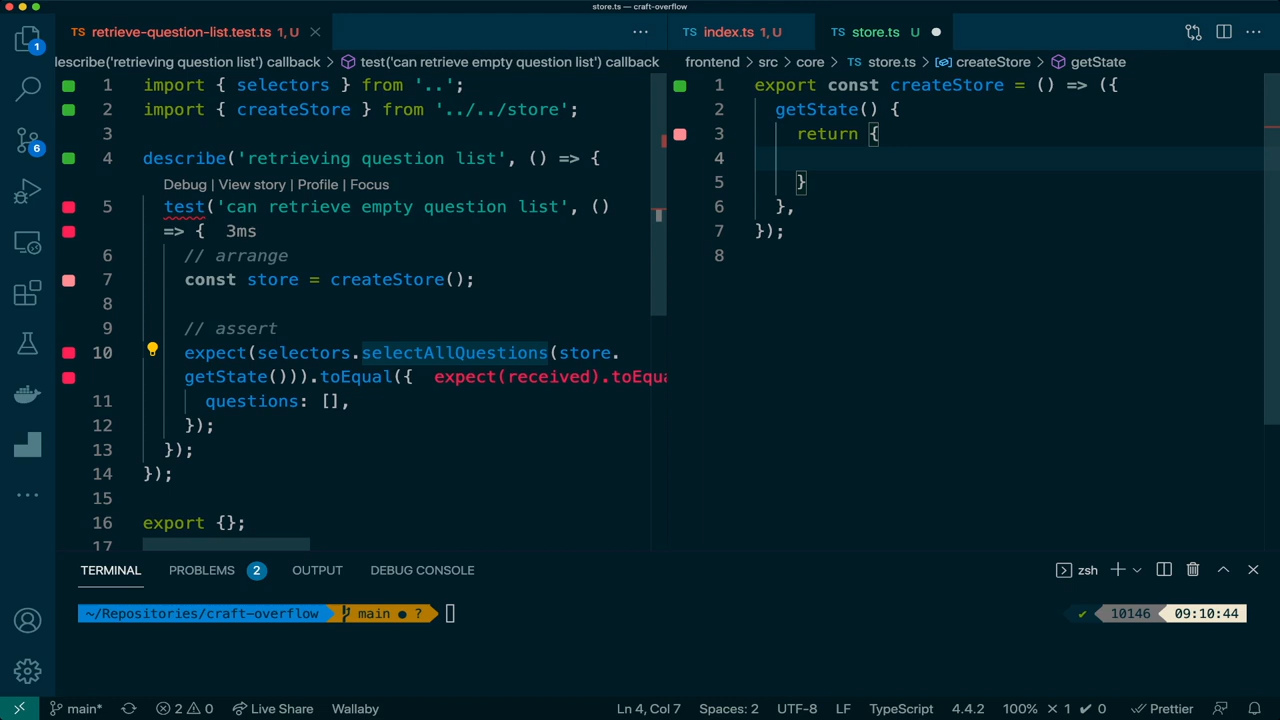 store.ts — craft-overflow
TS retrieve-question-list.test.ts 1, U
TS index.ts 1, U
TS store.ts U
describe('retrieving question list') callback > test('can retrieve empty question list') callback
frontend > src > core > TS store.ts > createStore > getState
1 import { selectors } from '..';
2 import { createStore } from '../../store';
3
4 describe('retrieving question list', () => {
Debug | View story | Profile | Focus
5 test('can retrieve empty question list', ()
=> { 3ms
6 // arrange
7 const store = createStore();
8
9 // assert
10 expect(selectors.selectAllQuestions(store.
getState())).toEqual({ expect(received).toEqua
11 questions: [],
12 });
13 });
14 });
15
16 export {};
17
1 export const createStore = () => ({
2 getState() {
3 return {
4
5 }
6 },
7 });
8
1
6
TERMINAL
PROBLEMS 2
OUTPUT
DEBUG CONSOLE
zsh
~/Repositories/craft-overflow main ● ?
✔ 10146 09:10:44
main*
2 0
Live Share
Wallaby
Ln 4, Col 7
Spaces: 2
UTF-8
LF
TypeScript
4.4.2
100%
× 1 ✓ 0
Prettier